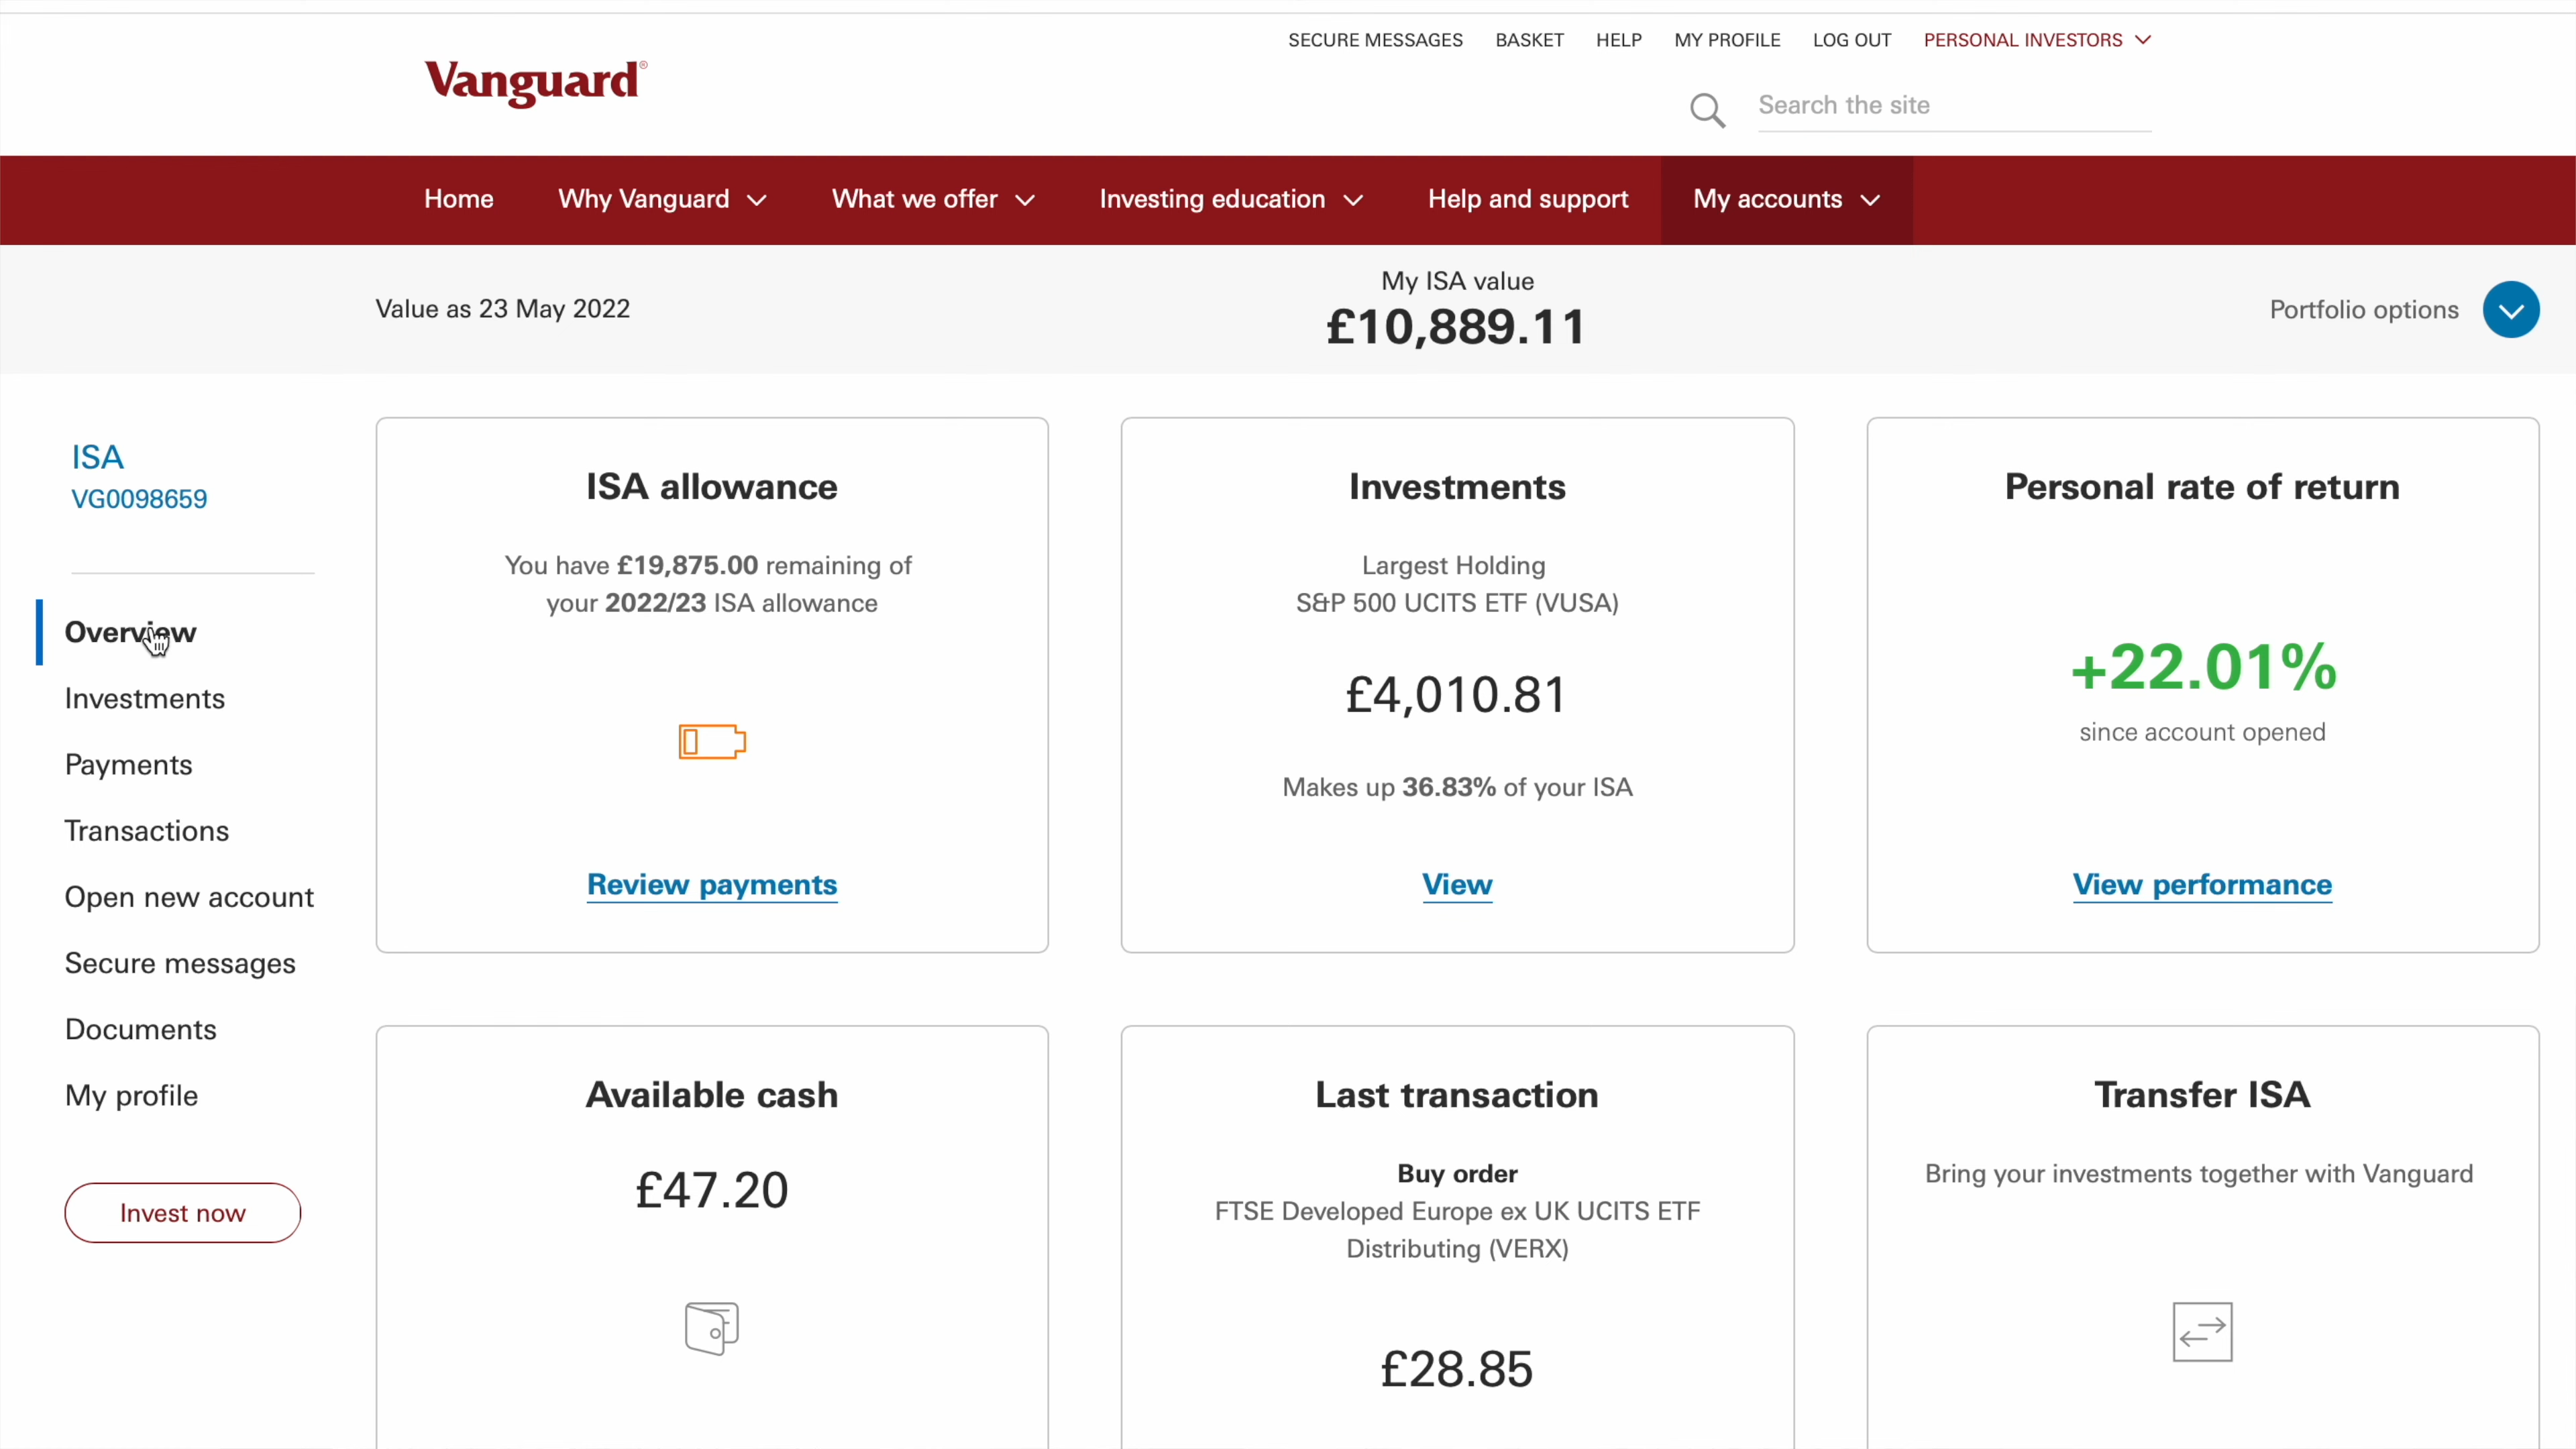 SECURE MESSAGES BASKET HELP MY PROFILE LOG OUT PERSONAL INVESTORS
Vanguard®
Search the site
Home Why Vanguard What we offer Investing education Help and support My accounts
Value as 23 May 2022
My ISA value
£10,889.11
Portfolio options
ISA
VG0098659
Overview
Investments
Payments
Transactions
Open new account
Secure messages
Documents
My profile
Invest now
ISA allowance
You have £19,875.00 remaining of
your 2022/23 ISA allowance
Review payments
Investments
Largest Holding
S&P 500 UCITS ETF (VUSA)
£4,010.81
Makes up 36.83% of your ISA
View
Personal rate of return
+22.01%
since account opened
View performance
Available cash
£47.20
Last transaction
Buy order
FTSE Developed Europe ex UK UCITS ETF
Distributing (VERX)
£28.85
Transfer ISA
Bring your investments together with Vanguard